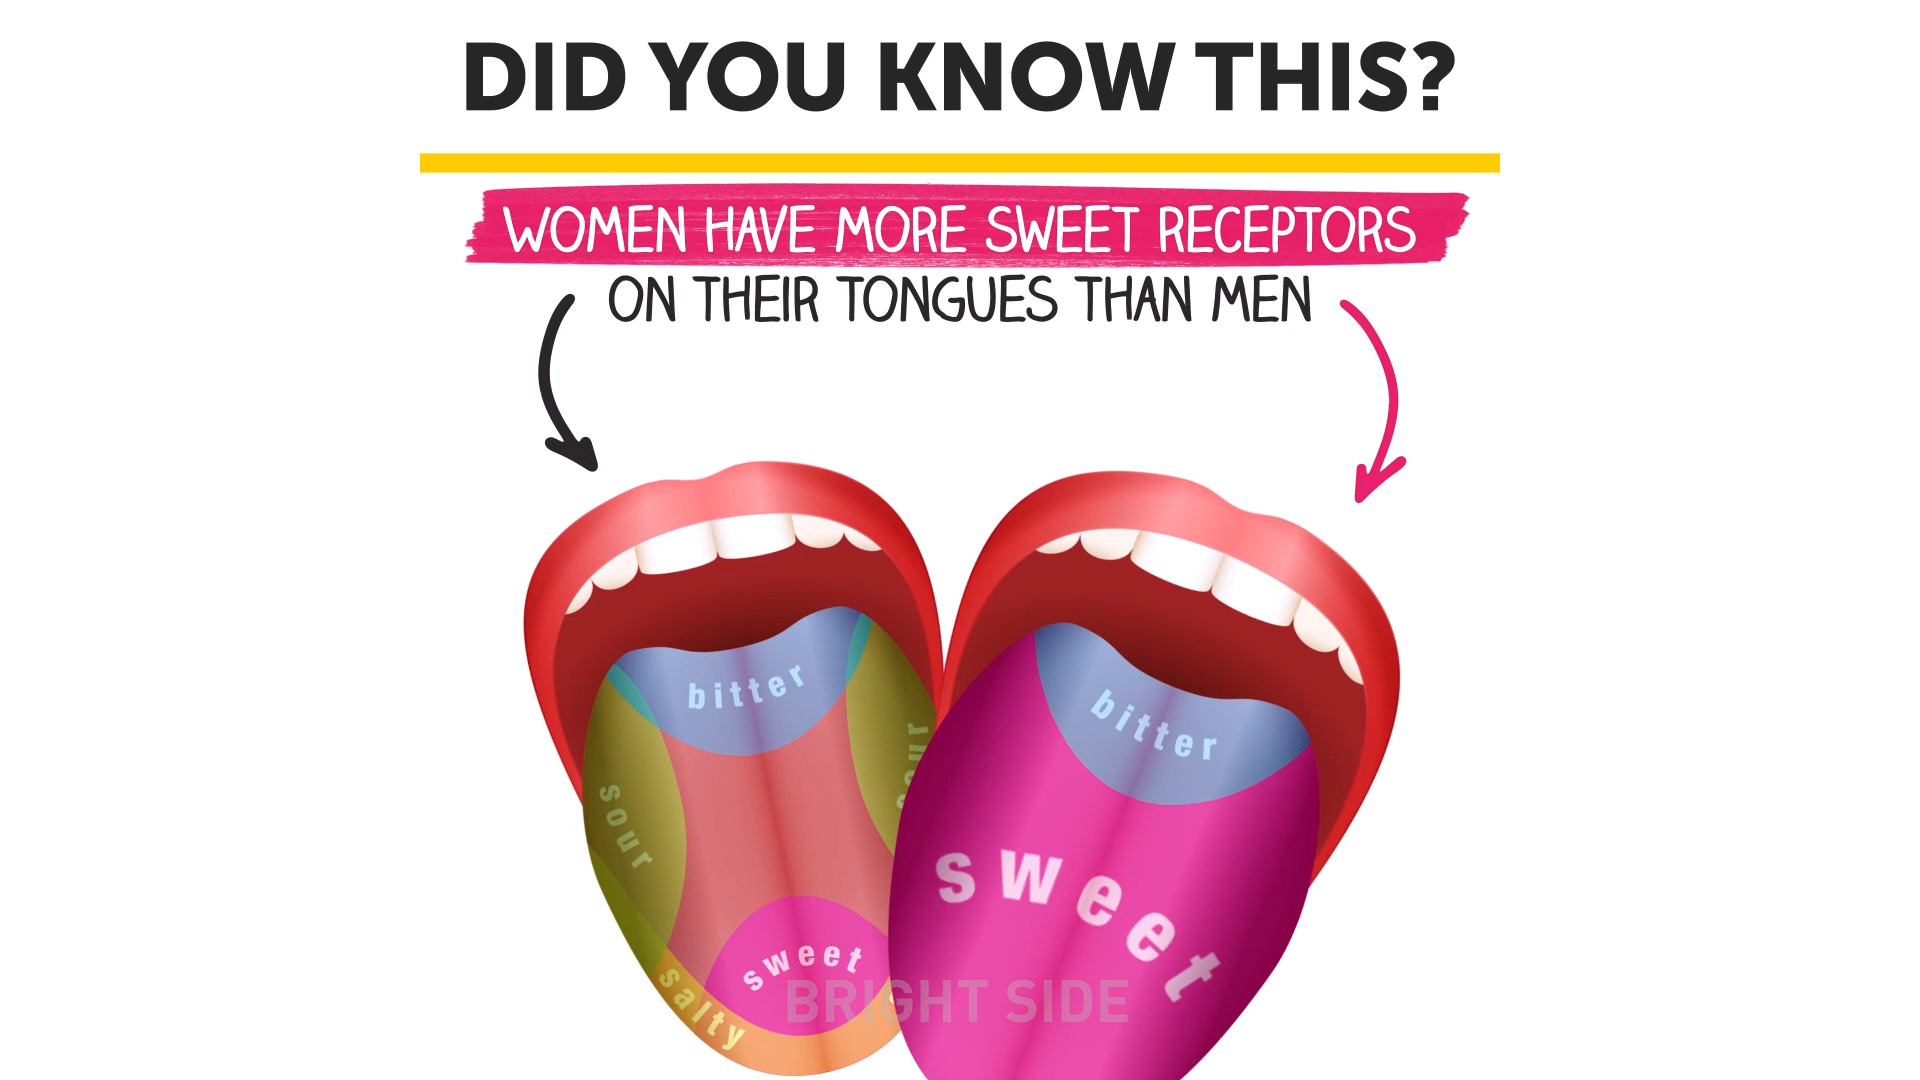 DID YOU KNOW THIS?
WOMEN HAVE MORE SWEET RECEPTORS
ON THEIR TONGUES THAN MEN
bitter
sour
sour
sweet
salty
bitter
sweet
BRIGHT SIDE